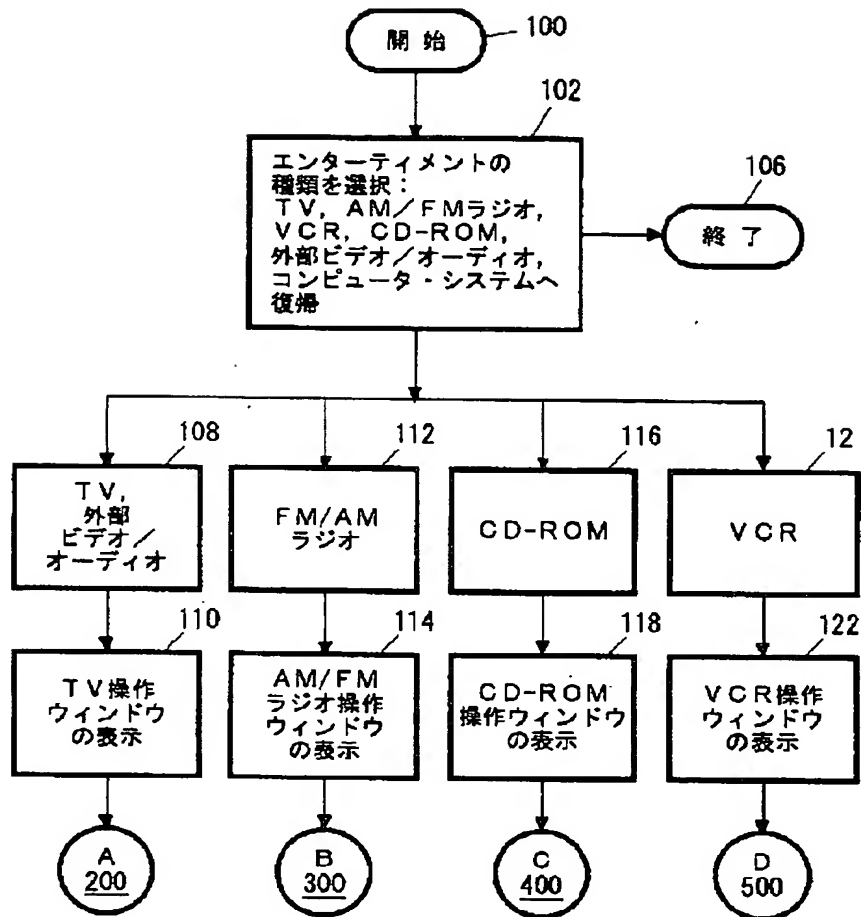 開始
100
102
エンターティメントの
種類を選択:
TV, AM/FMラジオ,
VCR, CD-ROM,
外部ビデオ/オーディオ,
コンピュータ・システムへ
復帰
106
終了
108
TV,
外部
ビデオ/
オーディオ
112
FM/AM
ラジオ
116
CD-ROM
12
VCR
110
TV操作
ウィンドウ
の表示
114
AM/FM
ラジオ操作
ウィンドウ
の表示
118
CD-ROM
操作ウィンドウ
の表示
122
VCR操作
ウィンドウ
の表示
A
200
B
300
C
400
D
500